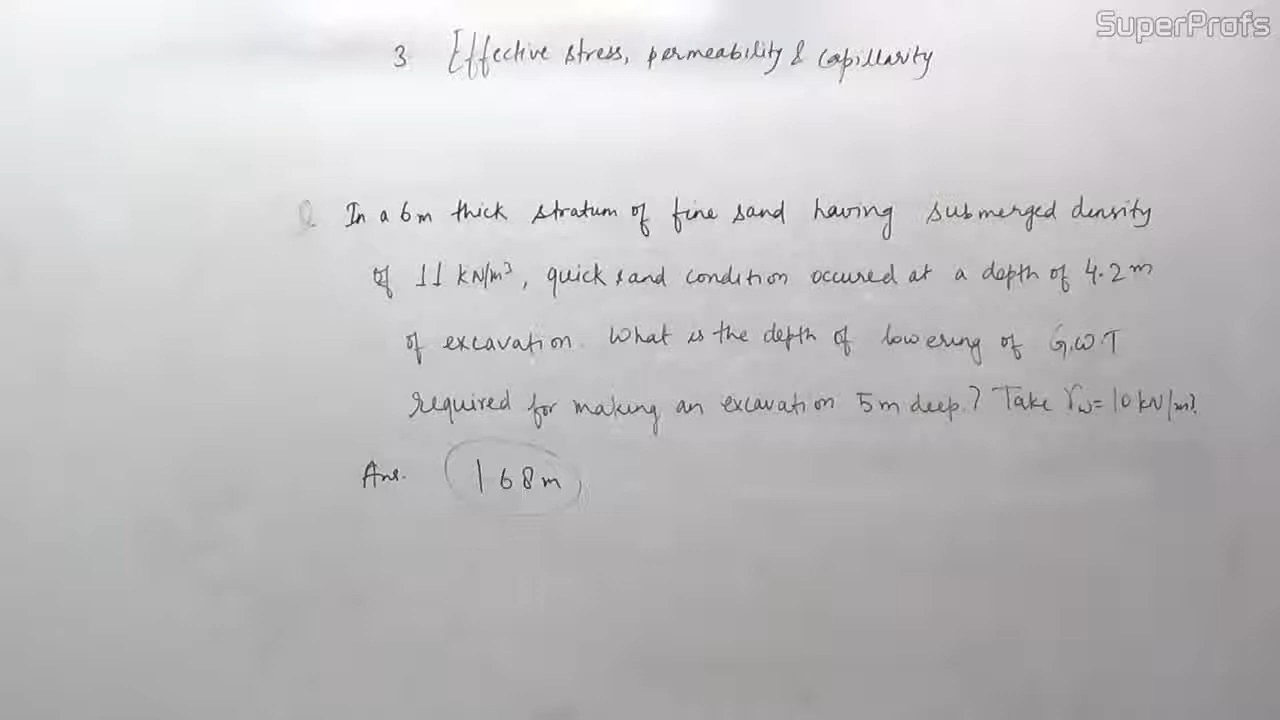 SuperProfs
3. Effective stress, permeability & capillarity
Q. In a 6m thick stratum of fine sand having submerged density
of 11 kN/m³, quick sand condition occured at a depth of 4.2 m
of excavation. What is the depth of lowering of G.W.T
required for making an excavation 5m deep? Take γw = 10 kN/m³.
Ans. 1.68m